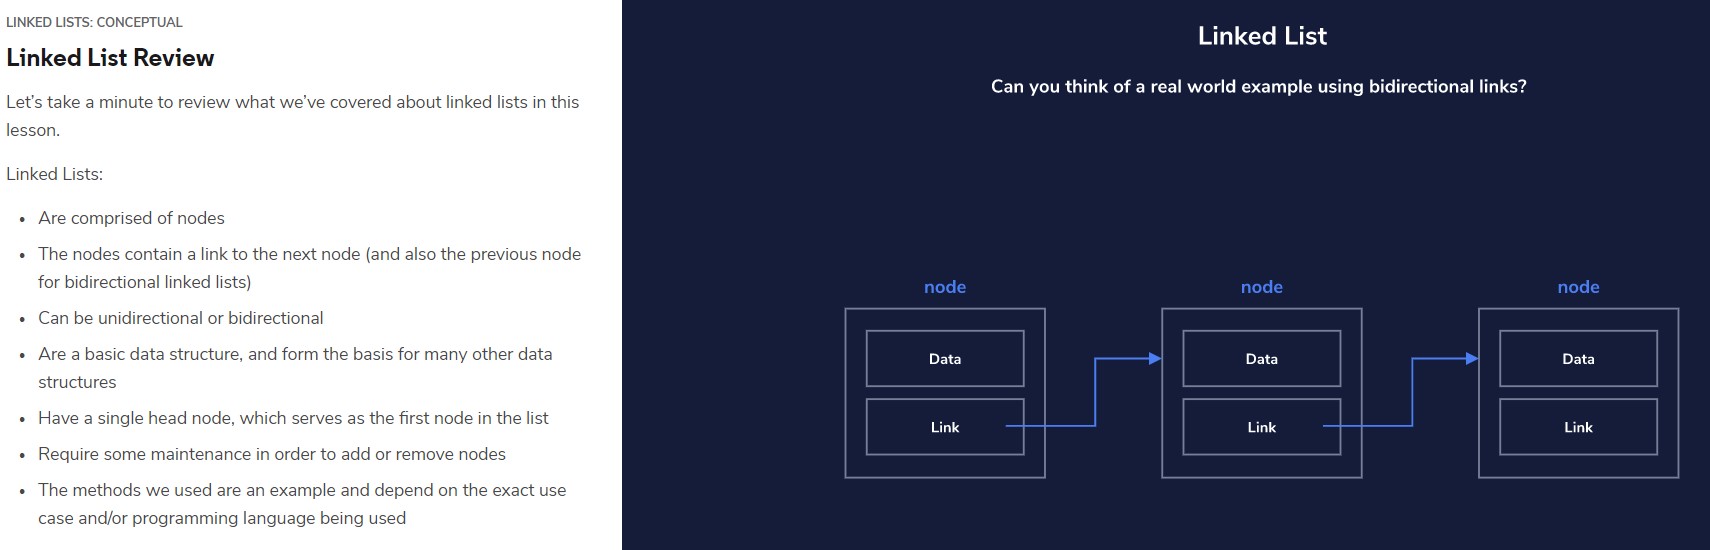 LINKED LISTS: CONCEPTUAL
Linked List Review
Let's take a minute to review what we've covered about linked lists in this
lesson.
Linked Lists:
• Are comprised of nodes
• The nodes contain a link to the next node (and also the previous node
for bidirectional linked lists)
• Can be unidirectional or bidirectional
• Are a basic data structure, and form the basis for many other data
structures
• Have a single head node, which serves as the first node in the list
• Require some maintenance in order to add or remove nodes
• The methods we used are an example and depend on the exact use
case and/or programming language being used
Linked List
Can you think of a real world example using bidirectional links?
node
Data
Link
node
Data
Link
node
Data
Link